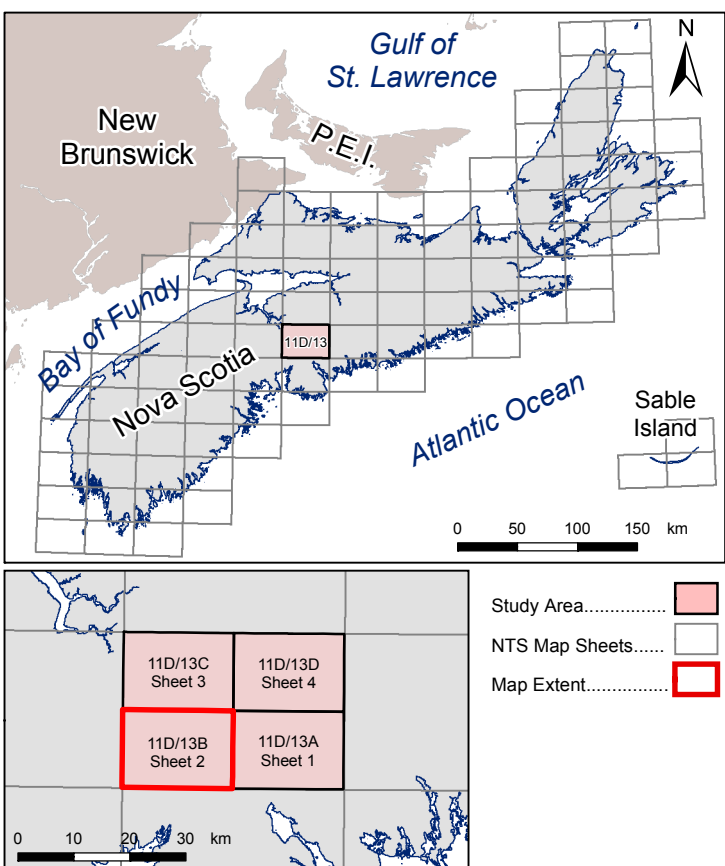 N
Gulf of
St. Lawrence
New
Brunswick
P.E.I.
Bay of Fundy
11D/13
Nova Scotia
Atlantic Ocean
Sable
Island
0 50 100 150 km
11D/13C
Sheet 3
11D/13D
Sheet 4
11D/13B
Sheet 2
11D/13A
Sheet 1
0 10 20 30 km
Study Area................
NTS Map Sheets......
Map Extent................